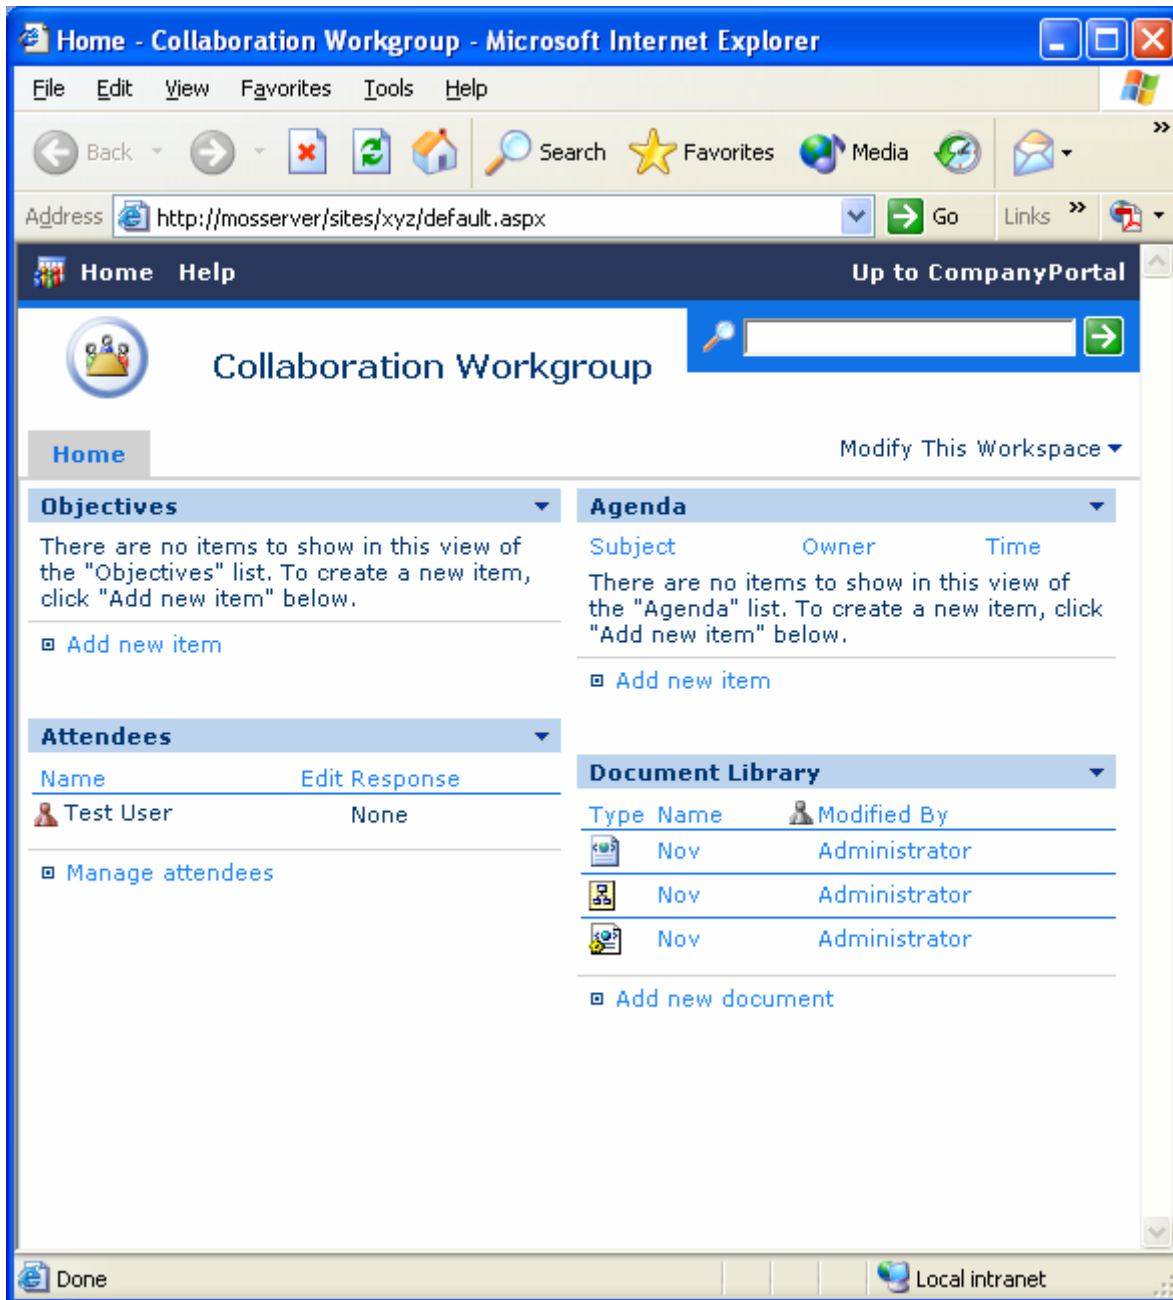 Home - Collaboration Workgroup - Microsoft Internet Explorer
File Edit View Favorites Tools Help
Back Search Favorites Media »
Address http://mosserver/sites/xyz/default.aspx Go Links »
Home Help Up to CompanyPortal
Collaboration Workgroup
Home Modify This Workspace
Objectives
There are no items to show in this view of
the "Objectives" list. To create a new item,
click "Add new item" below.
Add new item
Attendees
Name Edit Response
Test User None
Manage attendees
Agenda
Subject Owner Time
There are no items to show in this view of
the "Agenda" list. To create a new item, click
"Add new item" below.
Add new item
Document Library
Type Name Modified By
Nov Administrator
Nov Administrator
Nov Administrator
Add new document
Done Local intranet